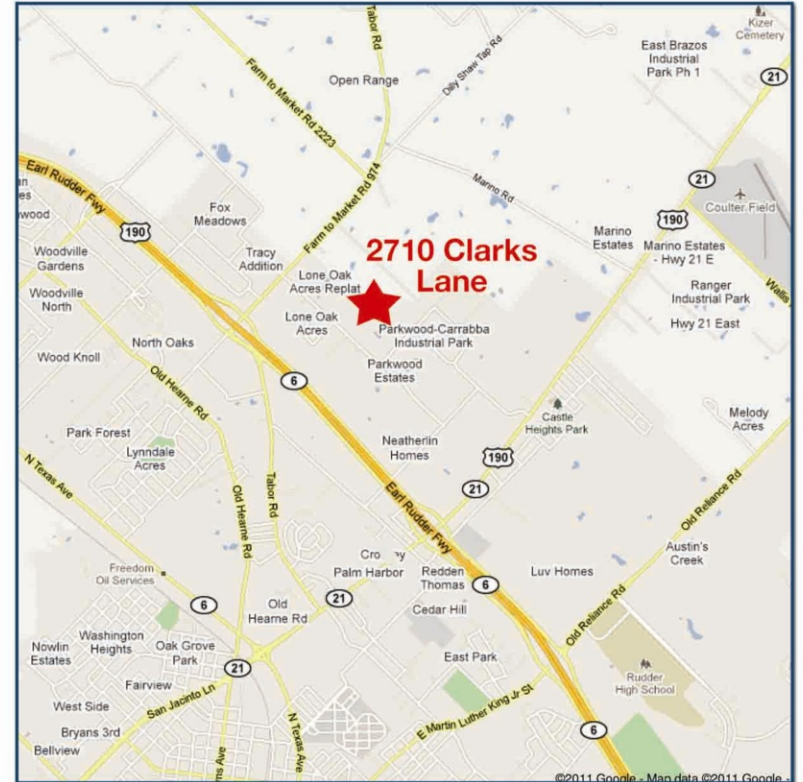 Kizer
Cemetery
East Brazos
Industrial
Park Ph 1
21
Tabor Rd
Dilly Shaw Tap Rd
Open Range
Farm to Market Rd 2223
Earl Rudder Fwy
190
Fox
Meadows
Farm to Market Rd 974
Marino Rd
21
190
Coulter Field
Marino
Estates
Marino Estates
- Hwy 21 E
Woodville
Gardens
Tracy
Addition
2710 Clarks
Lane
Lone Oak
Acres Replat
Ranger
Industrial Park
Woodville
North
Lone Oak
Acres
Parkwood-Carrabba
Industrial Park
Hwy 21 East
North Oaks
Wood Knoll
Parkwood
Estates
6
Old Hearne Rd
Castle
Heights Park
Melody
Acres
Park Forest
Lynndale
Acres
Neatherlin
Homes
190
21
N Texas Ave
Old Hearne Rd
Tabor Rd
Earl Rudder Fwy
Old Reliance Rd
Austin's
Creek
Freedom
Oil Services
Palm Harbor
Redden
Thomas
6
Luv Homes
6
Old
Hearne Rd
21
Cedar Hill
Old Reliance Rd
Nowlin
Estates
Washington
Heights
Oak Grove
Park
21
East Park
Rudder
High School
Fairview
San Jacinto Ln
West Side
N Texas Ave
E Martin Luther King Jr St
6
Bryans 3rd
Bellview
©2011 Google - Map data ©2011 Google -